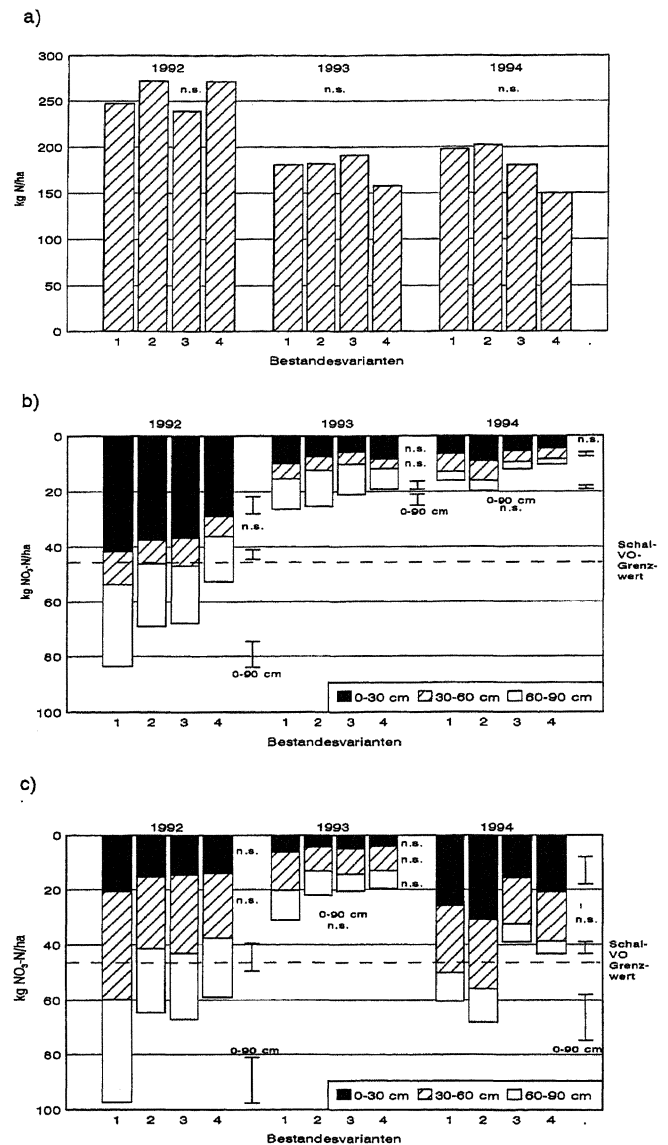 a)
300
250
200
150
100
50
0
kg N/ha
1992 1993 1994
n.s. n.s. n.s.
1 2 3 4 1 2 3 4 1 2 3 4
Bestandesvarianten
b)
1992 1993 1994
0
20
40
60
80
100
kg NO3-N/ha
n.s.
0-90 cm
n.s.
n.s.
0-90 cm
n.s.
0-90 cm
n.s.
Schal-
VO-
Grenz-
wert
0-30 cm 30-60 cm 60-90 cm
1 2 3 4 1 2 3 4 1 2 3 4
Bestandesvarianten
c)
1992 1993 1994
0
20
40
60
80
100
kg NO3-N/ha
n.s.
n.s.
0-90 cm
n.s.
n.s.
n.s.
0-90 cm
n.s.
n.s.
0-90 cm
Schal-
VO
Grenz-
wert
0-30 cm 30-60 cm 60-90 cm
1 2 3 4 1 2 3 4 1 2 3 4
Bestandesvarianten